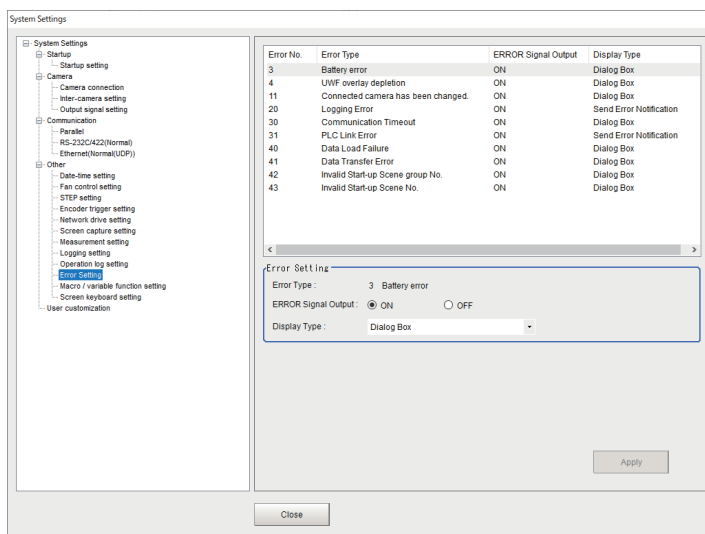 System Settings
System Settings
Startup
Startup setting
Camera
Camera connection
Inter-camera setting
Output signal setting
Communication
Parallel
RS-232C/422(Normal)
Ethernet(Normal(UDP))
Other
Date-time setting
Fan control setting
STEP setting
Encoder trigger setting
Network drive setting
Screen capture setting
Measurement setting
Logging setting
Operation log setting
Error Setting
Macro / variable function setting
Screen keyboard setting
User customization
Error No. Error Type ERROR Signal Output Display Type
3 Battery error ON Dialog Box
4 UWF overlay depletion ON Dialog Box
11 Connected camera has been changed. ON Dialog Box
20 Logging Error ON Send Error Notification
30 Communication Timeout ON Dialog Box
31 PLC Link Error ON Send Error Notification
40 Data Load Failure ON Dialog Box
41 Data Transfer Error ON Dialog Box
42 Invalid Start-up Scene group No. ON Dialog Box
43 Invalid Start-up Scene No. ON Dialog Box
Error Setting
Error Type : 3 Battery error
ERROR Signal Output : ON OFF
Display Type : Dialog Box
Apply
Close